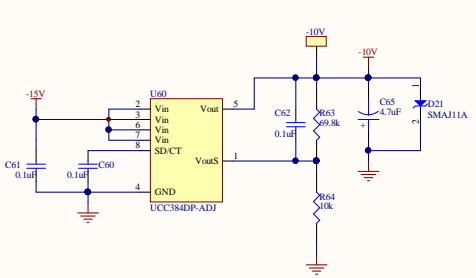 -10V
-10V
-15V
U60
2 Vin
3 Vin
6 Vin
7 Vin
8 SD/CT
4 GND
Vout 5
VoutS 1
UCC384DP-ADJ
C61
0.1uF
C60
0.1uF
C62
0.1uF
R63
69.8k
R64
10k
C65
4.7uF
+
1
D21
SMAJ11A
2